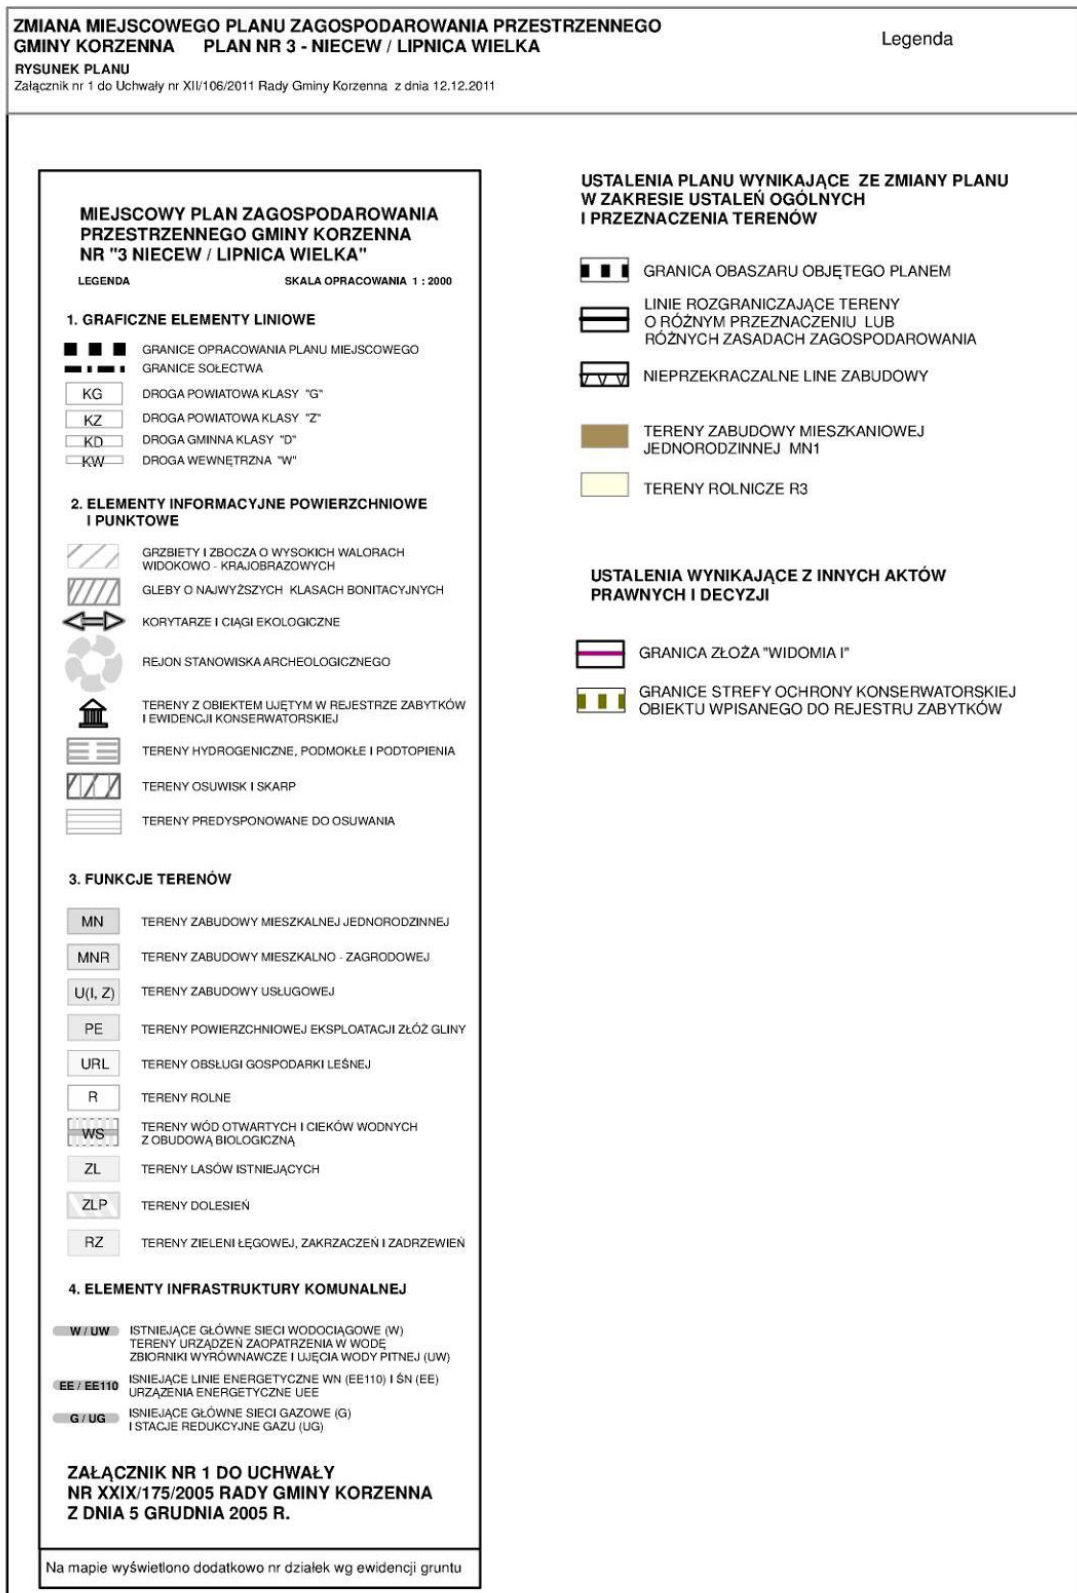 ZMIANA MIEJSCOWEGO PLANU ZAGOSPODAROWANIA PRZESTRZENNEGO
GMINY KORZENNA PLAN NR 3 - NIECEW / LIPNICA WIELKA
RYSUNEK PLANU
Załącznik nr 1 do Uchwały nr XII/106/2011 Rady Gminy Korzenna z dnia 12.12.2011
Legenda
MIEJSCOWY PLAN ZAGOSPODAROWANIA
PRZESTRZENNEGO GMINY KORZENNA
NR "3 NIECEW / LIPNICA WIELKA"
LEGENDA SKALA OPRACOWANIA 1 : 2000
1. GRAFICZNE ELEMENTY LINIOWE
GRANICE OPRACOWANIA PLANU MIEJSCOWEGO
GRANICE SOŁECTWA
KG DROGA POWIATOWA KLASY "G"
KZ DROGA POWIATOWA KLASY "Z"
KD DROGA GMINNA KLASY "D"
KW DROGA WEWNĘTRZNA "W"
2. ELEMENTY INFORMACYJNE POWIERZCHNIOWE
I PUNKTOWE
GRZBIETY I ZBOCZA O WYSOKICH WALORACH
WIDOKOWO - KRAJOBRAZOWYCH
GLEBY O NAJWYŻSZYCH KLASACH BONITACYJNYCH
KORYTARZE I CIĄGI EKOLOGICZNE
REJON STANOWISKA ARCHEOLOGICZNEGO
TERENY Z OBIEKTEM UJĘTYM W REJESTRZE ZABYTKÓW
I EWIDENCJI KONSERWATORSKIEJ
TERENY HYDROGENICZNE, PODMOKŁE I PODTOPIENIA
TERENY OSUWISK I SKARP
TERENY PREDYSPONOWANE DO OSUWANIA
3. FUNKCJE TERENÓW
MN TERENY ZABUDOWY MIESZKALNEJ JEDNORODZINNEJ
MNR TERENY ZABUDOWY MIESZKALNO - ZAGRODOWEJ
U(I, Z) TERENY ZABUDOWY USŁUGOWEJ
PE TERENY POWIERZCHNIOWEJ EKSPLOATACJI ZŁÓŻ GLINY
URL TERENY OBSŁUGI GOSPODARKI LEŚNEJ
R TERENY ROLNE
WS TERENY WÓD OTWARTYCH I CIEKÓW WODNYCH
Z OBUDOWĄ BIOLOGICZNĄ
ZL TERENY LASÓW ISTNIEJĄCYCH
ZLP TERENY DOLESIEŃ
RZ TERENY ZIELENI ŁĘGOWEJ, ZAKRZACZEŃ I ZADRZEWIEŃ
4. ELEMENTY INFRASTRUKTURY KOMUNALNEJ
W / UW ISTNIEJĄCE GŁÓWNE SIECI WODOCIĄGOWE (W)
TERENY URZĄDZEŃ ZAOPATRZENIA W WODĘ
ZBIORNIKI WYRÓWNAWCZE I UJĘCIA WODY PITNEJ (UW)
EE / EE110 ISNIEJĄCE LINIE ENERGETYCZNE WN (EE110) I ŚN (EE)
URZĄZENIA ENERGETYCZNE UEE
G / UG ISNIEJĄCE GŁÓWNE SIECI GAZOWE (G)
I STACJE REDUKCYJNE GAZU (UG)
ZAŁĄCZNIK NR 1 DO UCHWAŁY
NR XXIX/175/2005 RADY GMINY KORZENNA
Z DNIA 5 GRUDNIA 2005 R.
Na mapie wyświetlono dodatkowo nr działek wg ewidencji gruntu
USTALENIA PLANU WYNIKAJĄCE ZE ZMIANY PLANU
W ZAKRESIE USTALEŃ OGÓLNYCH
I PRZEZNACZENIA TERENÓW
GRANICA OBASZARU OBJĘTEGO PLANEM
LINIE ROZGRANICZAJĄCE TERENY
O RÓŻNYM PRZEZNACZENIU LUB
RÓŻNYCH ZASADACH ZAGOSPODAROWANIA
NIEPRZEKRACZALNE LINE ZABUDOWY
TERENY ZABUDOWY MIESZKANIOWEJ
JEDNORODZINNEJ MN1
TERENY ROLNICZE R3
USTALENIA WYNIKAJĄCE Z INNYCH AKTÓW
PRAWNYCH I DECYZJI
GRANICA ZŁOŻA "WIDOMIA I"
GRANICE STREFY OCHRONY KONSERWATORSKIEJ
OBIEKTU WPISANEGO DO REJESTRU ZABYTKÓW